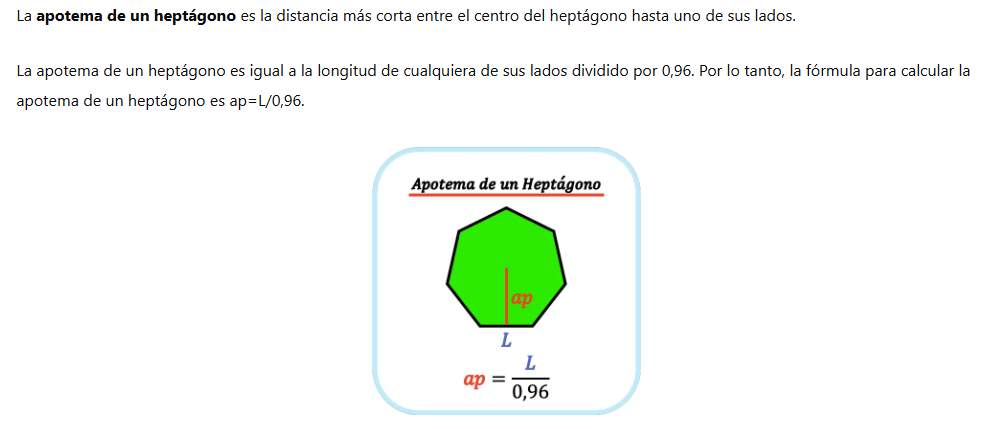 La apotema de un heptágono es la distancia más corta entre el centro del heptágono hasta uno de sus lados.
La apotema de un heptágono es igual a la longitud de cualquiera de sus lados dividido por 0,96. Por lo tanto, la fórmula para calcular la
apotema de un heptágono es ap=L/0,96.
Apotema de un Heptágono
ap
L
ap = L/0,96